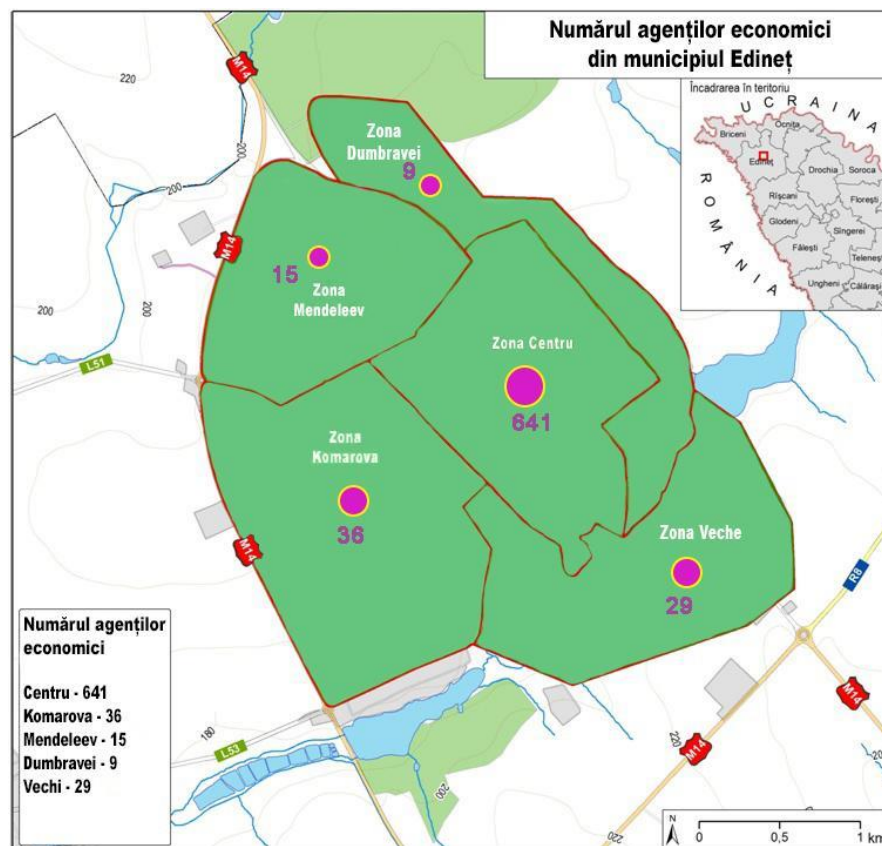 Numărul agenților economici
din municipiul Edineț
Încadrarea în teritoriu
UCRAINA
ROMÂNIA
Briceni
Ocnița
Edineț
Drochia
Soroca
Rîșcani
Florești
Glodeni
Sîngerei
Fălești
Telenești
Ungheni
Călărași
M14
220
200
200
Zona
Dumbravei
9
M14
15
Zona
Mendeleev
200
200
L51
Zona Centru
641
Zona
Komarova
36
M14
Zona Veche
29
R8
Numărul agenților
economici
Centru - 641
Komarova - 36
Mendeleev - 15
Dumbravei - 9
Vechi - 29
180
L53
200
220
M14
M14
220
N
0 0,5 1 km